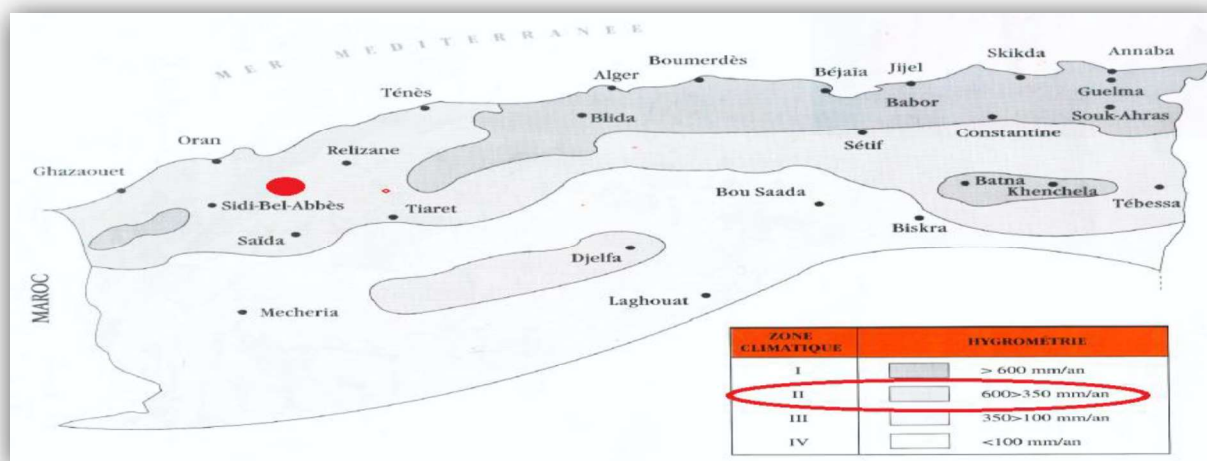 MER MEDITERRANÉE
Skikda
Annaba
Boumerdès
Alger
Béjaïa
Jijel
Guelma
Ténès
Babor
Blida
Souk-Ahras
Constantine
Oran
Relizane
Sétif
Ghazaouet
Batna
Khenchela
Bou Saada
Sidi-Bel-Abbès
Tiaret
Tébessa
Biskra
Saïda
Djelfa
MAROC
Mecheria
Laghouat
ZONE CLIMATIQUE HYGROMÉTRIE
I > 600 mm/an
II 600>350 mm/an
III 350>100 mm/an
IV <100 mm/an